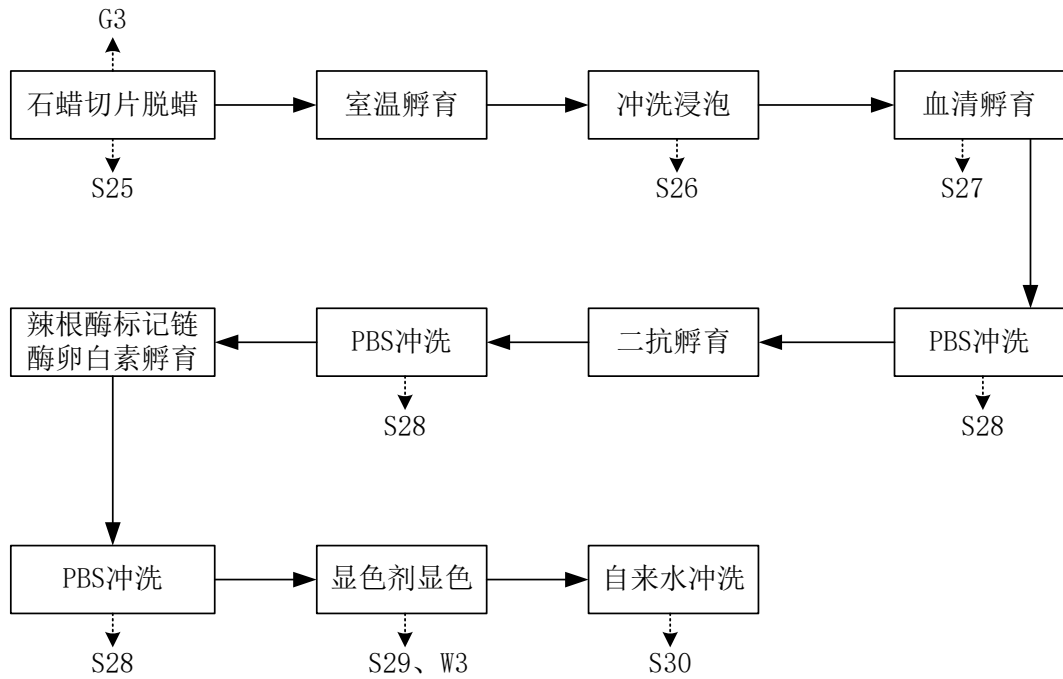 G3
石蜡切片脱蜡
室温孵育
冲洗浸泡
血清孵育
S25
S26
S27
辣根酶标记链
酶卵白素孵育
PBS冲洗
二抗孵育
PBS冲洗
S28
S28
PBS冲洗
显色剂显色
自来水冲洗
S28
S29、W3
S30